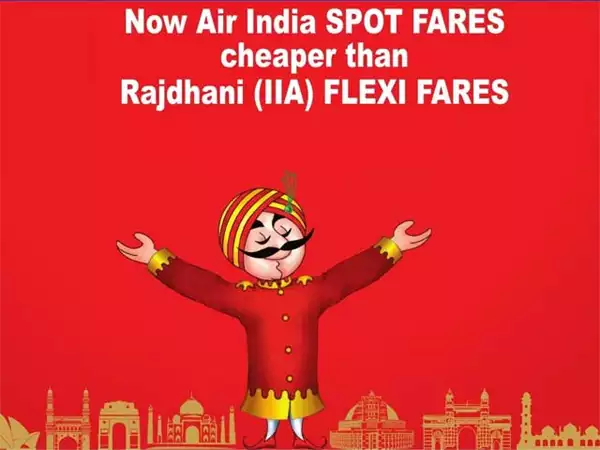 Now Air India SPOT FARES
cheaper than
Rajdhani (IIA) FLEXI FARES